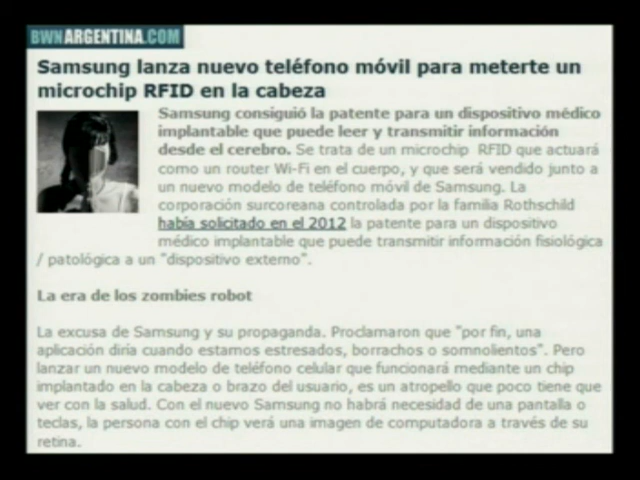 BWNARGENTINA.COM
Samsung lanza nuevo teléfono móvil para meterte un
microchip RFID en la cabeza
Samsung consiguió la patente para un dispositivo médico
implantable que puede leer y transmitir información
desde el cerebro. Se trata de un microchip RFID que actuará
como un router Wi-Fi en el cuerpo, y que será vendido junto a
un nuevo modelo de teléfono móvil de Samsung. La
corporación surcoreana controlada por la familia Rothschild
había solicitado en el 2012 la patente para un dispositivo
médico implantable que puede transmitir información fisiológica
/ patológica a un "dispositivo externo".
La era de los zombies robot
La excusa de Samsung y su propaganda. Proclamaron que "por fin, una
aplicación diría cuando estamos estresados, borrachos o somnolientos". Pero
lanzar un nuevo modelo de teléfono celular que funcionará mediante un chip
implantado en la cabeza o brazo del usuario, es un atropello que poco tiene que
ver con la salud. Con el nuevo Samsung no habrá necesidad de una pantalla o
teclas, la persona con el chip verá una imagen de computadora a través de su
retina.